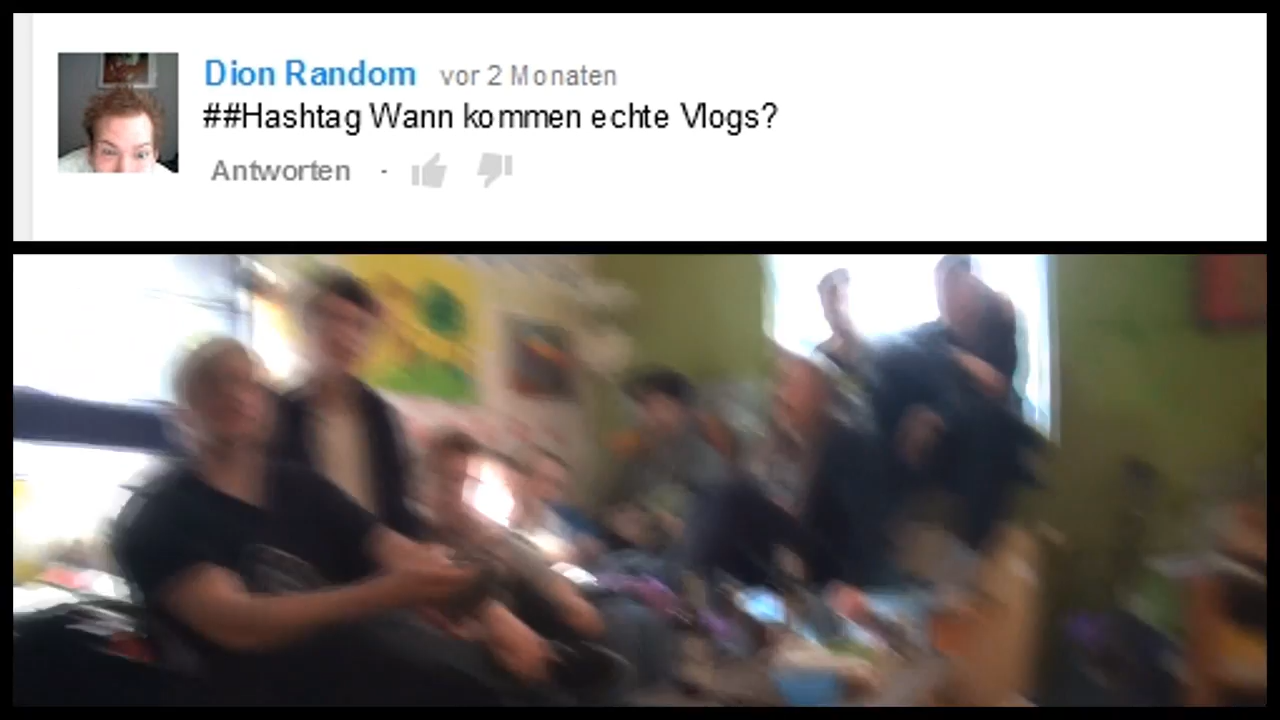 Dion Random vor 2 Monaten
##Hashtag Wann kommen echte Vlogs?
Antworten ·